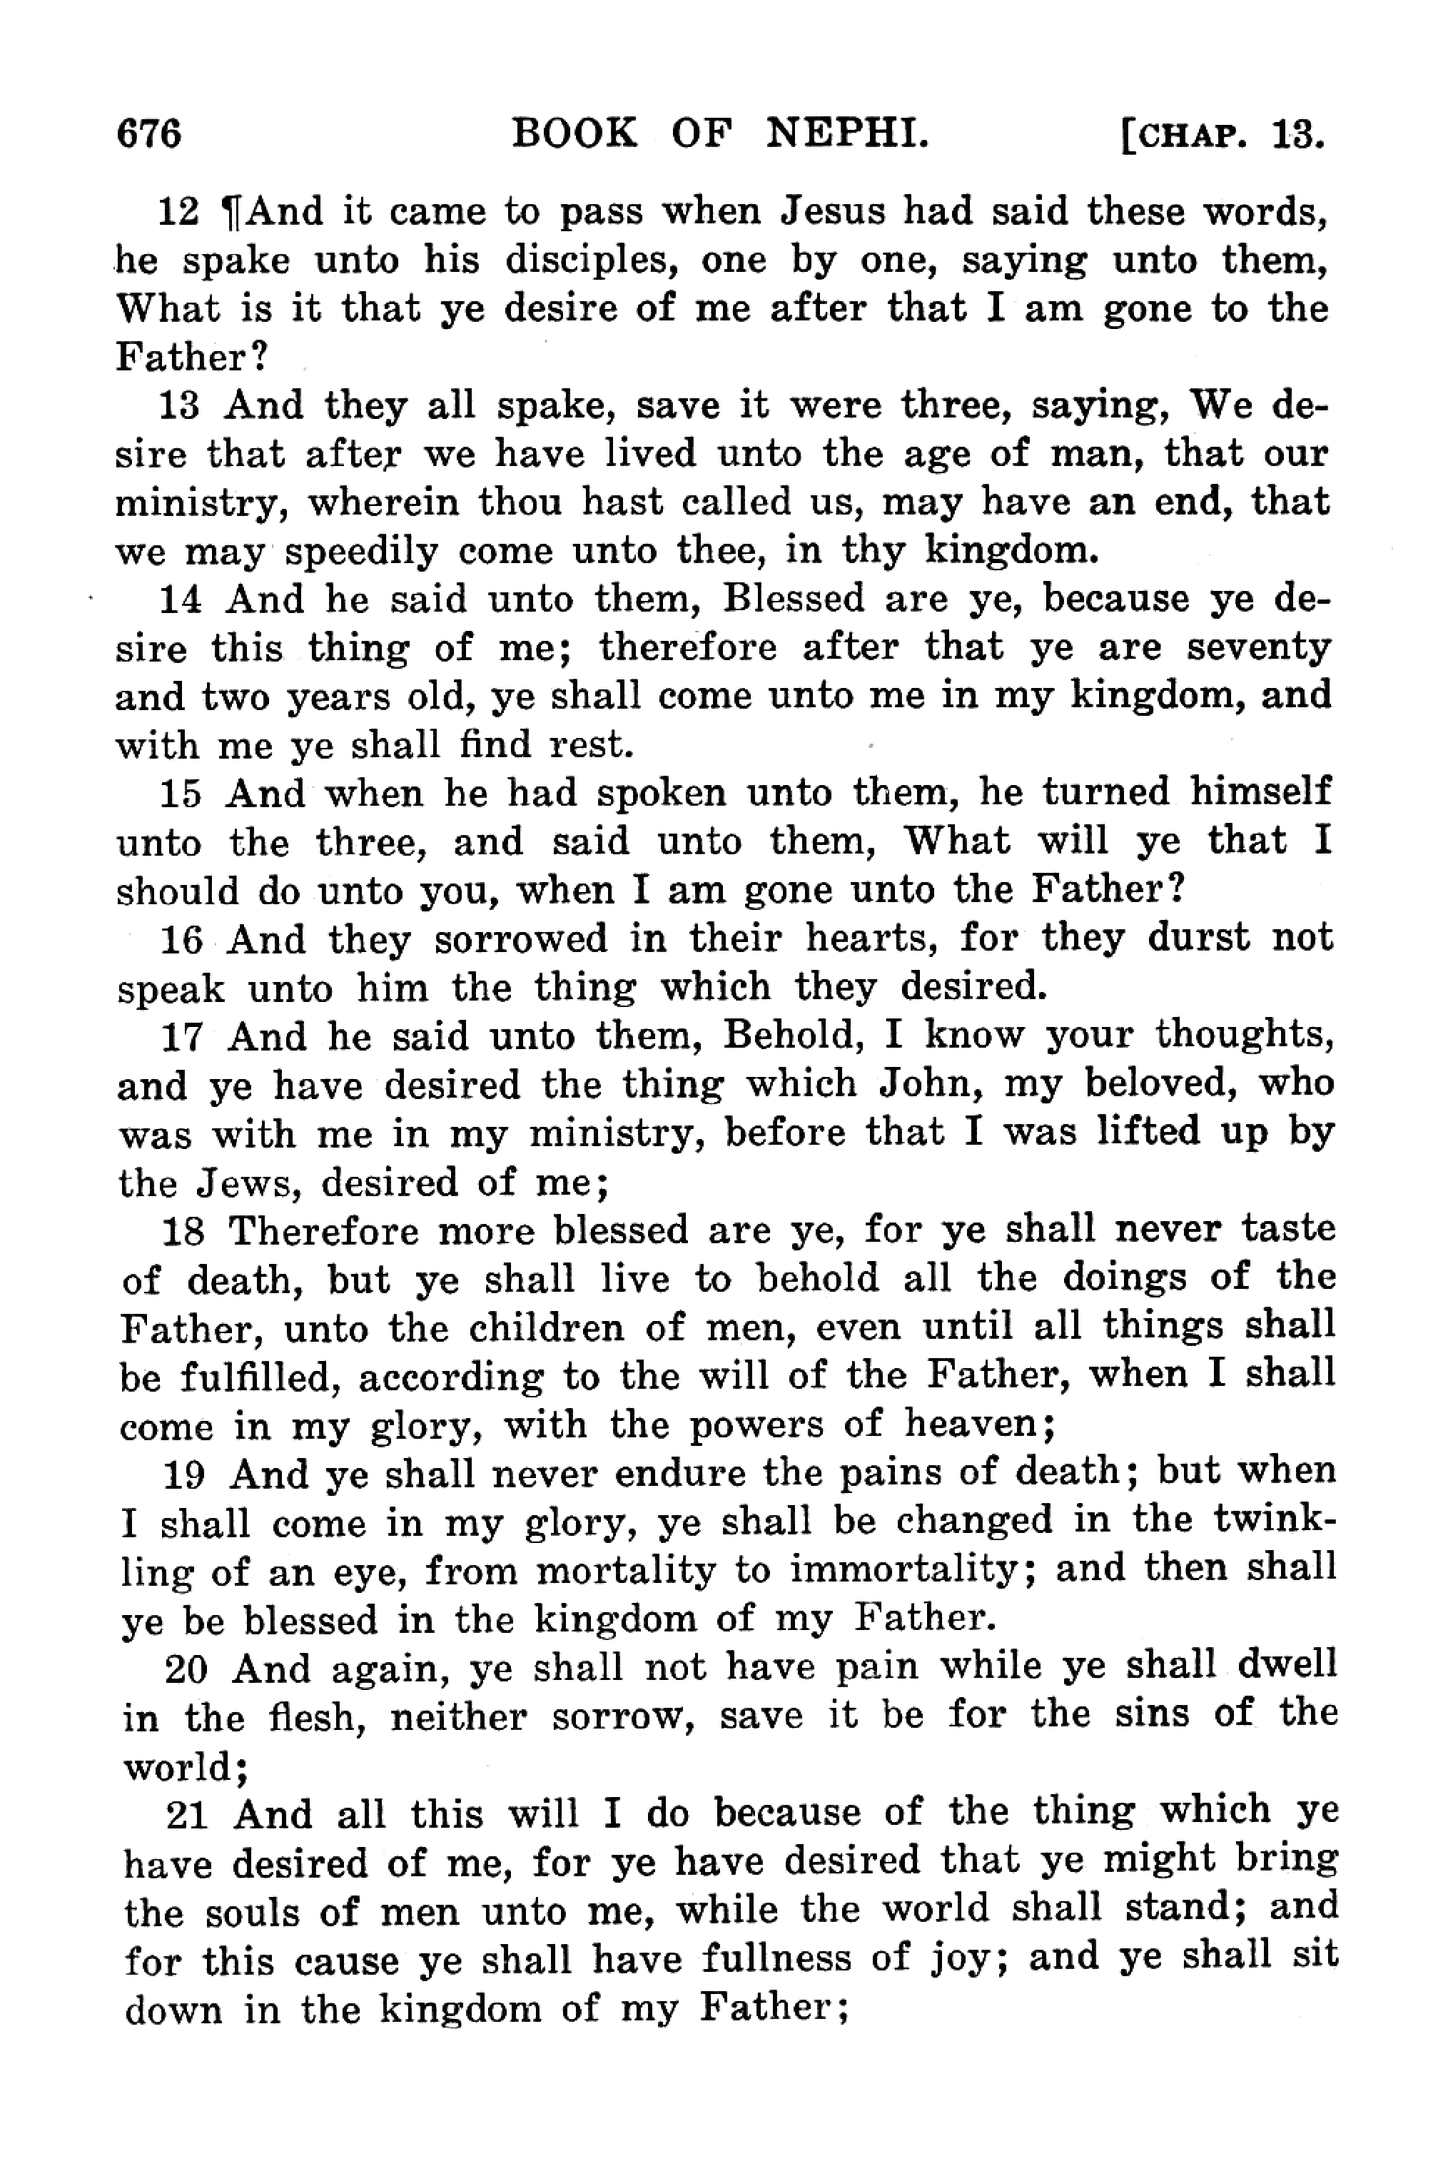 676 BOOK OF NEPHI. [CHAP. 13.
12 ¶And it came to pass when Jesus had said these words,
he spake unto his disciples, one by one, saying unto them,
What is it that ye desire of me after that I am gone to the
Father?
13 And they all spake, save it were three, saying, We de-
sire that after we have lived unto the age of man, that our
ministry, wherein thou hast called us, may have an end, that
we may speedily come unto thee, in thy kingdom.
14 And he said unto them, Blessed are ye, because ye de-
sire this thing of me; therefore after that ye are seventy
and two years old, ye shall come unto me in my kingdom, and
with me ye shall find rest.
15 And when he had spoken unto them, he turned himself
unto the three, and said unto them, What will ye that I
should do unto you, when I am gone unto the Father?
16 And they sorrowed in their hearts, for they durst not
speak unto him the thing which they desired.
17 And he said unto them, Behold, I know your thoughts,
and ye have desired the thing which John, my beloved, who
was with me in my ministry, before that I was lifted up by
the Jews, desired of me;
18 Therefore more blessed are ye, for ye shall never taste
of death, but ye shall live to behold all the doings of the
Father, unto the children of men, even until all things shall
be fulfilled, according to the will of the Father, when I shall
come in my glory, with the powers of heaven;
19 And ye shall never endure the pains of death; but when
I shall come in my glory, ye shall be changed in the twink-
ling of an eye, from mortality to immortality; and then shall
ye be blessed in the kingdom of my Father.
20 And again, ye shall not have pain while ye shall dwell
in the flesh, neither sorrow, save it be for the sins of the
world;
21 And all this will I do because of the thing which ye
have desired of me, for ye have desired that ye might bring
the souls of men unto me, while the world shall stand; and
for this cause ye shall have fullness of joy; and ye shall sit
down in the kingdom of my Father;